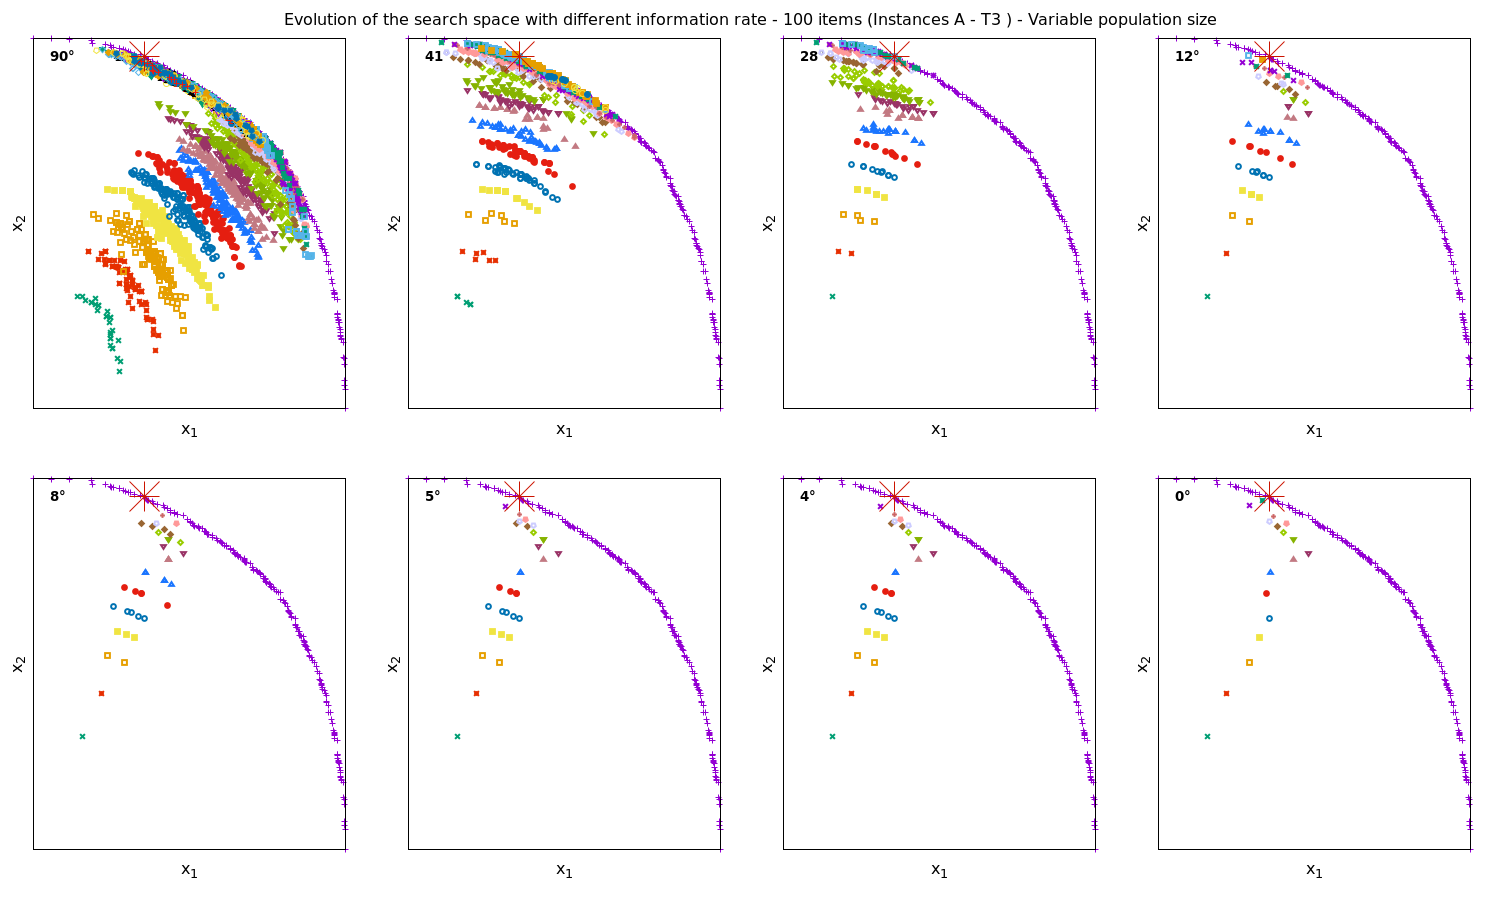 Evolution of the search space with different information rate - 100 items (Instances A - T3 ) - Variable population size
90°
41
28
12°
x2
x2
x2
x2
x1
x1
x1
x1
8°
5°
4°
0°
x2
x2
x2
x2
x1
x1
x1
x1